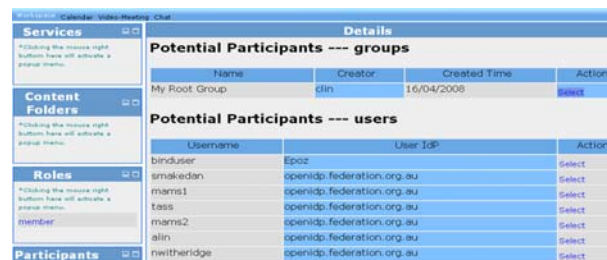 Workspace Calendar Video-Meeting Chat
Services
*Clicking the mouse right
button here will activate a
popup menu.
Content
Folders
*Clicking the mouse right
button here will activate a
popup menu.
Roles
*Clicking the mouse right
button here will activate a
popup menu.
member
Participants
Details
Potential Participants --- groups
Name Creator Created Time Action
My Root Group clin 16/04/2008 Select
Potential Participants --- users
Username User IdP Action
binduser Epoz Select
smakedan openidp.federation.org.au Select
mams1 openidp.federation.org.au Select
tass openidp.federation.org.au Select
mams2 openidp.federation.org.au Select
alin openidp.federation.org.au Select
nwitheridge openidp.federation.org.au Select